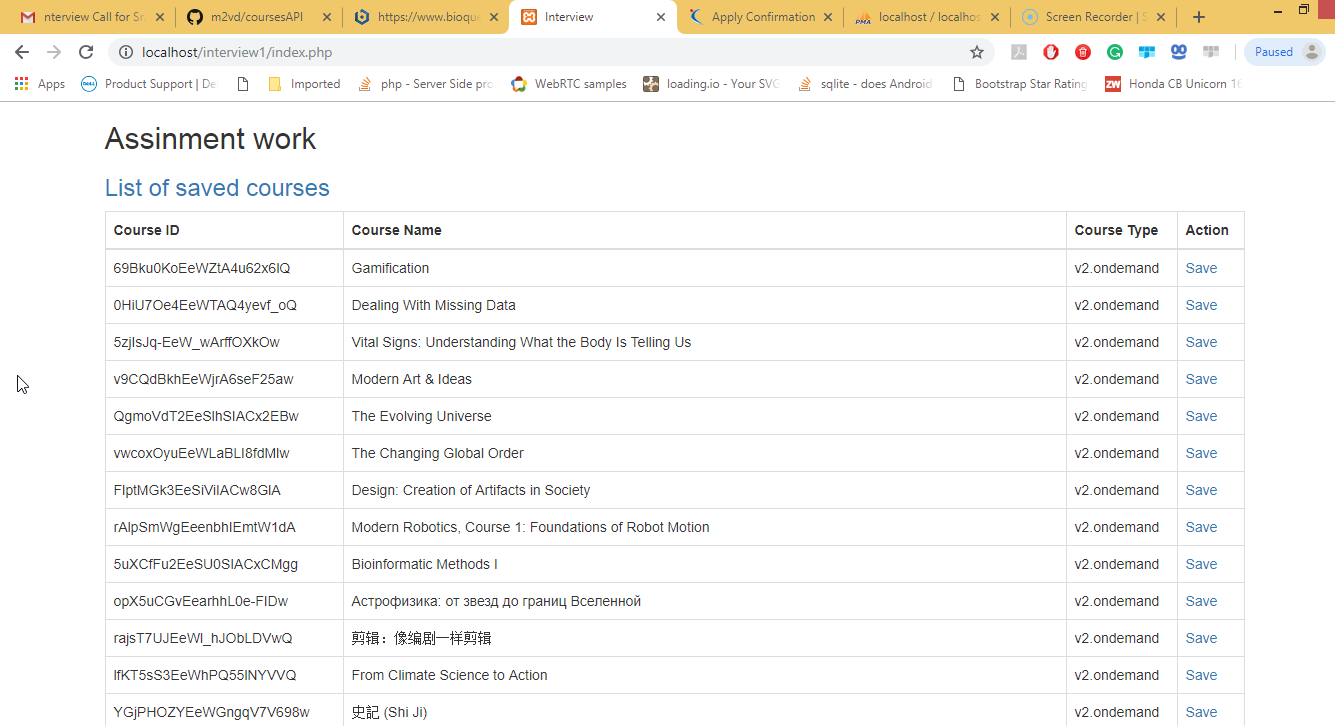 nterview Call for Sr. m2vd/coursesAPI https://www.bioque Interview Apply Confirmation localhost / localhos Screen Recorder | S
localhost/interview1/index.php Paused
Apps DELL Product Support | De Imported php - Server Side pro WebRTC samples loading.io - Your SVG sqlite - does Android Bootstrap Star Rating ZW Honda CB Unicorn 16
Assinment work
List of saved courses
Course ID Course Name Course Type Action
69Bku0KoEeWZtA4u62x6lQ Gamification v2.ondemand Save
0HiU7Oe4EeWTAQ4yevf_oQ Dealing With Missing Data v2.ondemand Save
5zjIsJq-EeW_wArffOXkOw Vital Signs: Understanding What the Body Is Telling Us v2.ondemand Save
v9CQdBkhEeWjrA6seF25aw Modern Art & Ideas v2.ondemand Save
QgmoVdT2EeSlhSIACx2EBw The Evolving Universe v2.ondemand Save
vwcoxOyuEeWLaBLI8fdMlw The Changing Global Order v2.ondemand Save
FIptMGk3EeSiViIACw8GIA Design: Creation of Artifacts in Society v2.ondemand Save
rAlpSmWgEeenbhIEmtW1dA Modern Robotics, Course 1: Foundations of Robot Motion v2.ondemand Save
5uXCfFu2EeSU0SIACxCMgg Bioinformatic Methods I v2.ondemand Save
opX5uCGvEearhhL0e-FIDw Астрофизика: от звезд до границ Вселенной v2.ondemand Save
rajsT7UJEeWl_hJObLDVwQ 剪辑：像编剧一样剪辑 v2.ondemand Save
IfKT5sS3EeWhPQ55lNYVVQ From Climate Science to Action v2.ondemand Save
YGjPHOZYEeWGngqV7V698w 史記 (Shi Ji) v2.ondemand Save